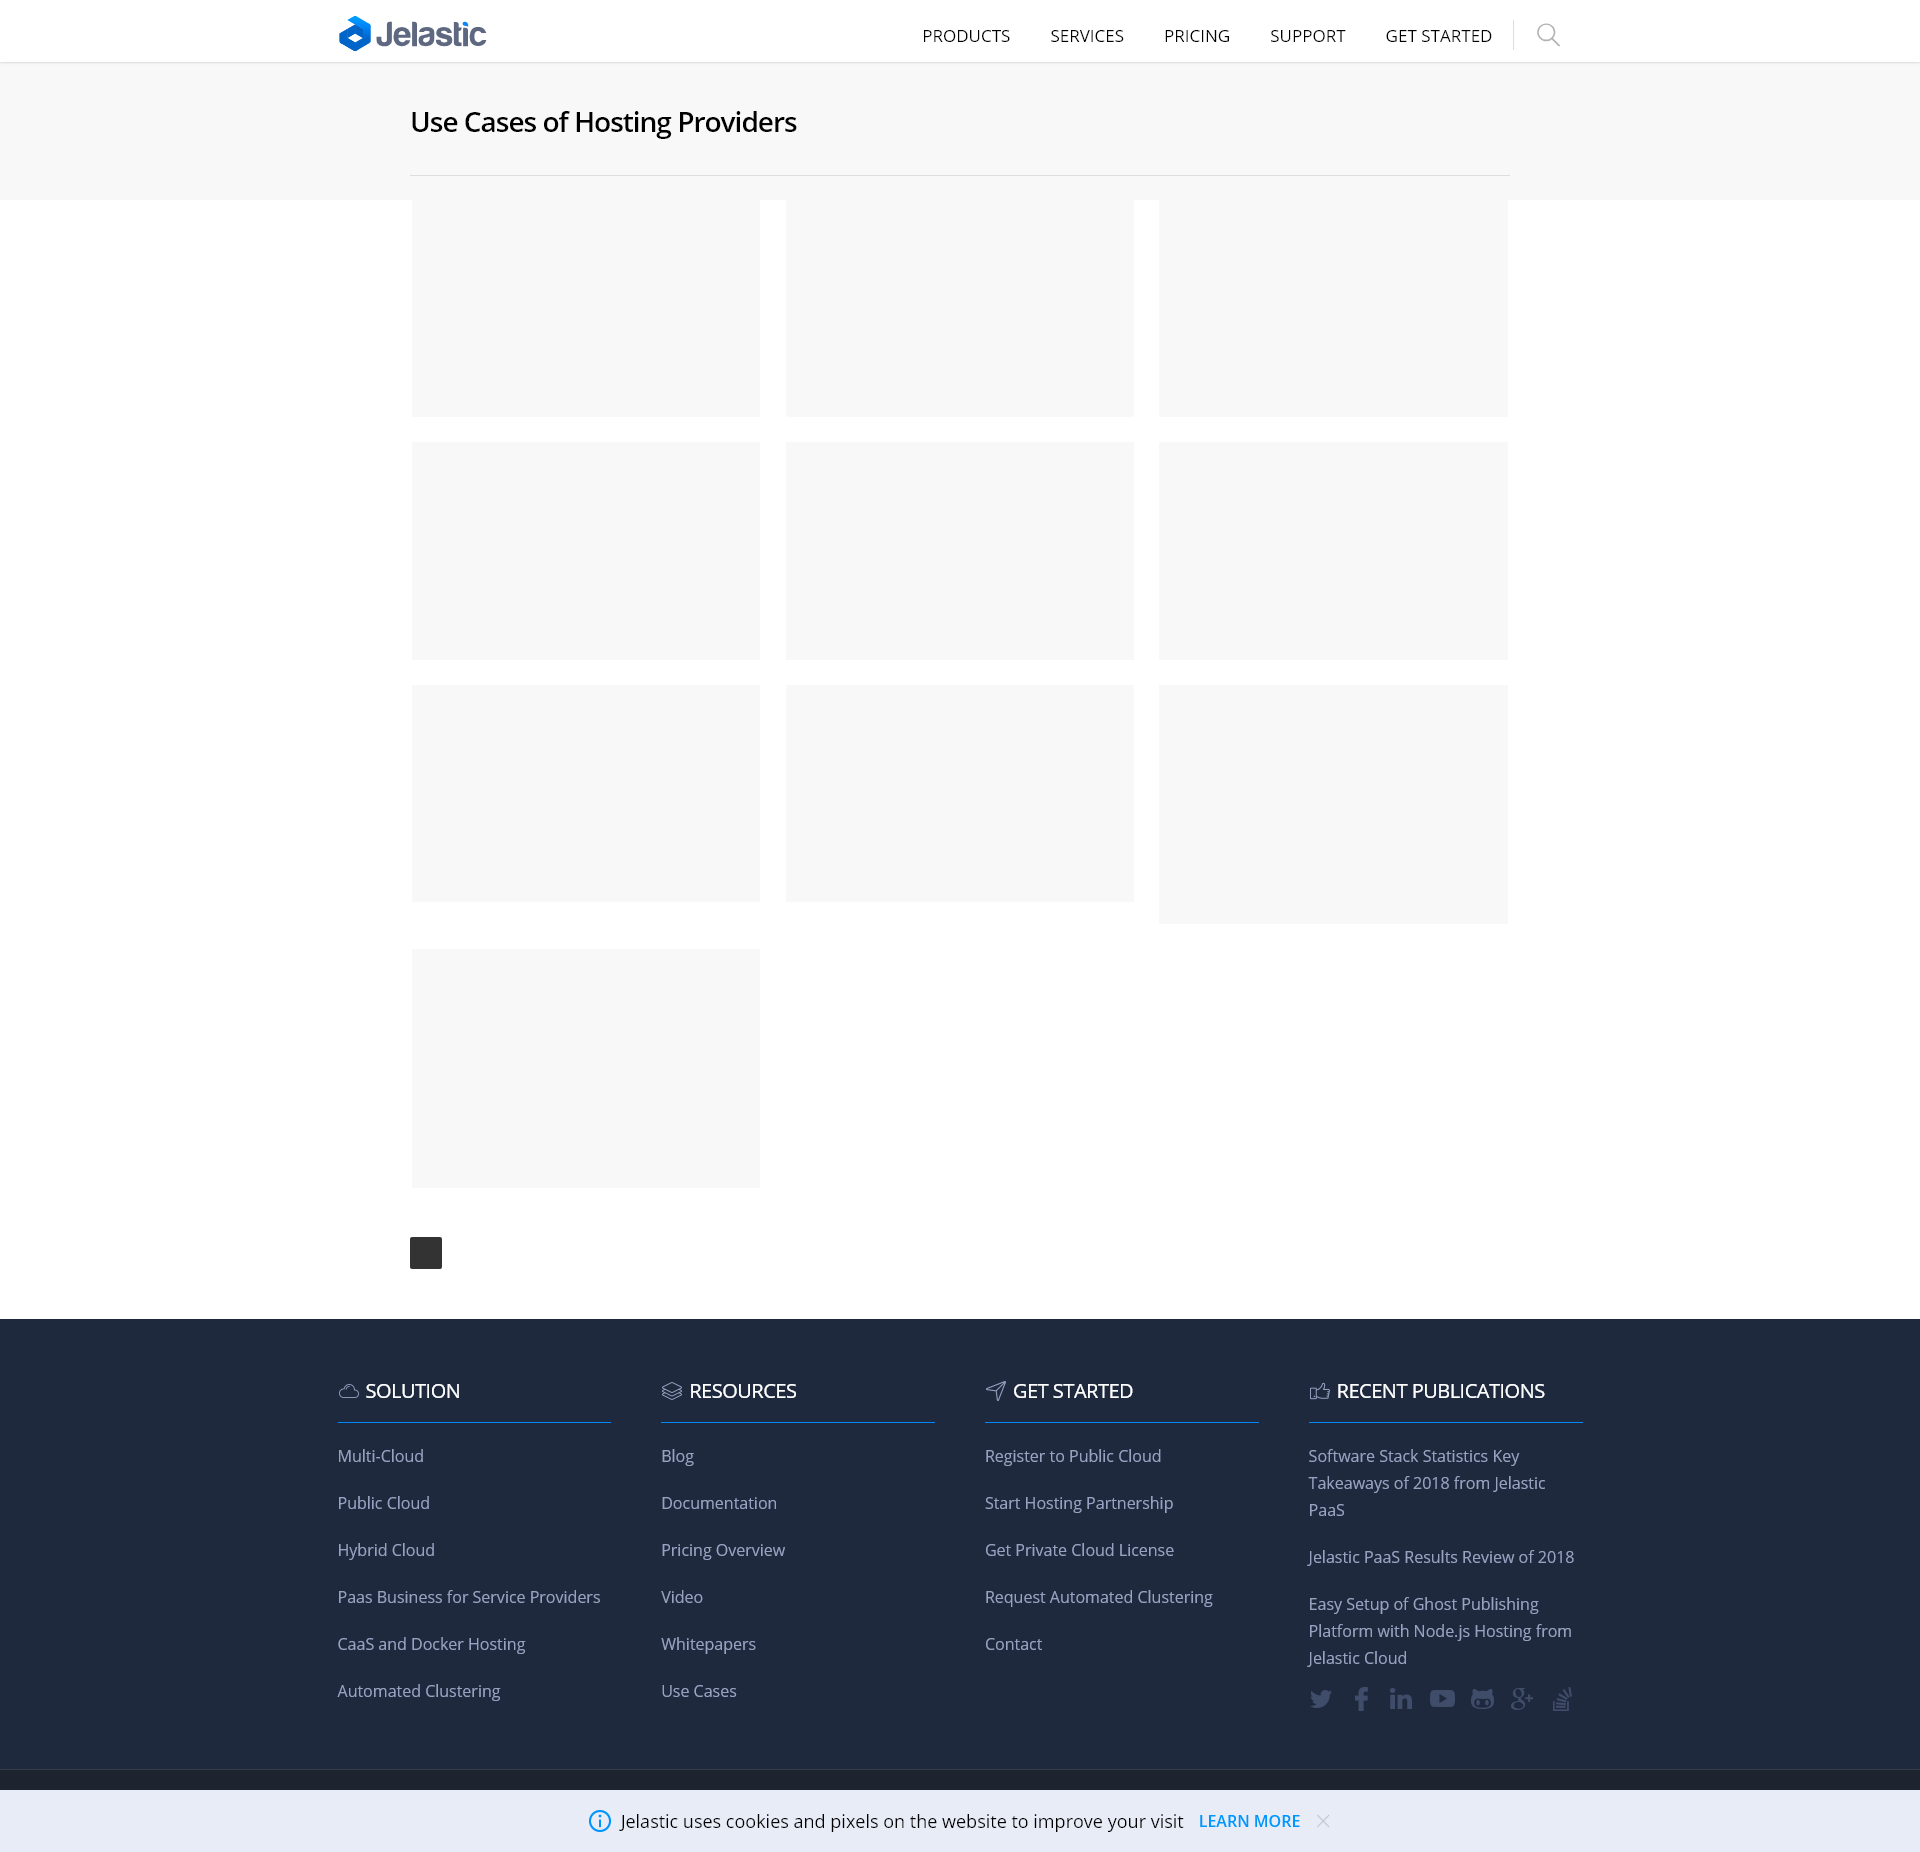 Jelastic
PRODUCTS SERVICES PRICING SUPPORT GET STARTED
Use Cases of Hosting Providers
SOLUTION
Multi-Cloud
Public Cloud
Hybrid Cloud
Paas Business for Service Providers
CaaS and Docker Hosting
Automated Clustering
RESOURCES
Blog
Documentation
Pricing Overview
Video
Whitepapers
Use Cases
GET STARTED
Register to Public Cloud
Start Hosting Partnership
Get Private Cloud License
Request Automated Clustering
Contact
RECENT PUBLICATIONS
Software Stack Statistics Key
Takeaways of 2018 from Jelastic
PaaS
Jelastic PaaS Results Review of 2018
Easy Setup of Ghost Publishing
Platform with Node.js Hosting from
Jelastic Cloud
Jelastic uses cookies and pixels on the website to improve your visit LEARN MORE